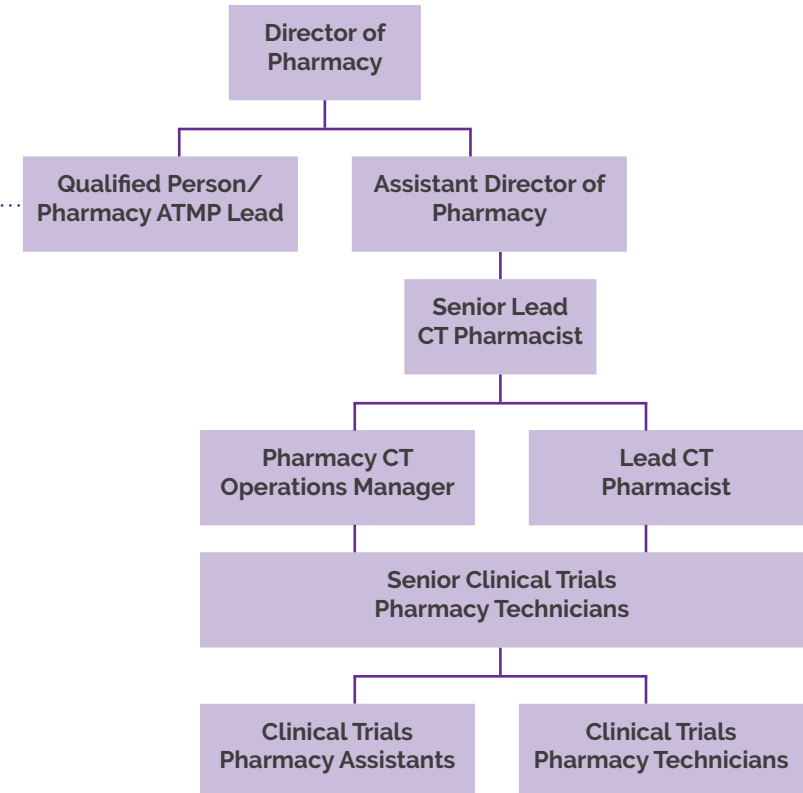 Director of
Pharmacy
Qualified Person/
Pharmacy ATMP Lead
Assistant Director of
Pharmacy
Senior Lead
CT Pharmacist
Pharmacy CT
Operations Manager
Lead CT
Pharmacist
Senior Clinical Trials
Pharmacy Technicians
Clinical Trials
Pharmacy Assistants
Clinical Trials
Pharmacy Technicians